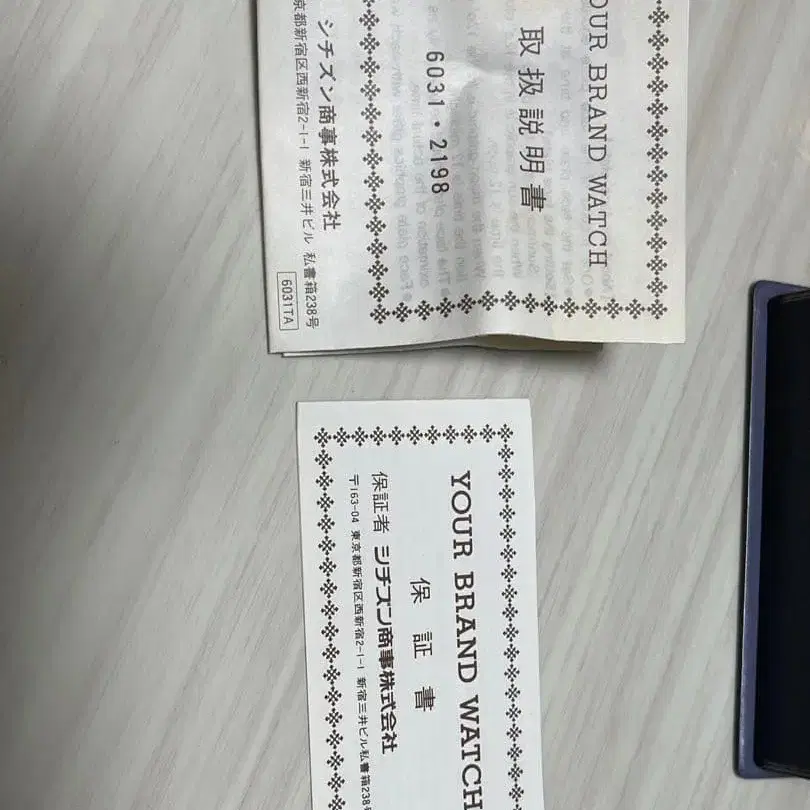 YOUR BRAND WATCH
取扱説明書
6031・2198
シチズン商事株式会社
京都新宿区西新宿2-1-1 新宿三井ビル 私書箱238号
6031TA
YOUR BRAND WATCH
保証書
保証者 シチズン商事株式会社
〒163-04 東京都新宿区西新宿2-1-1 新宿三井ビル私書箱238